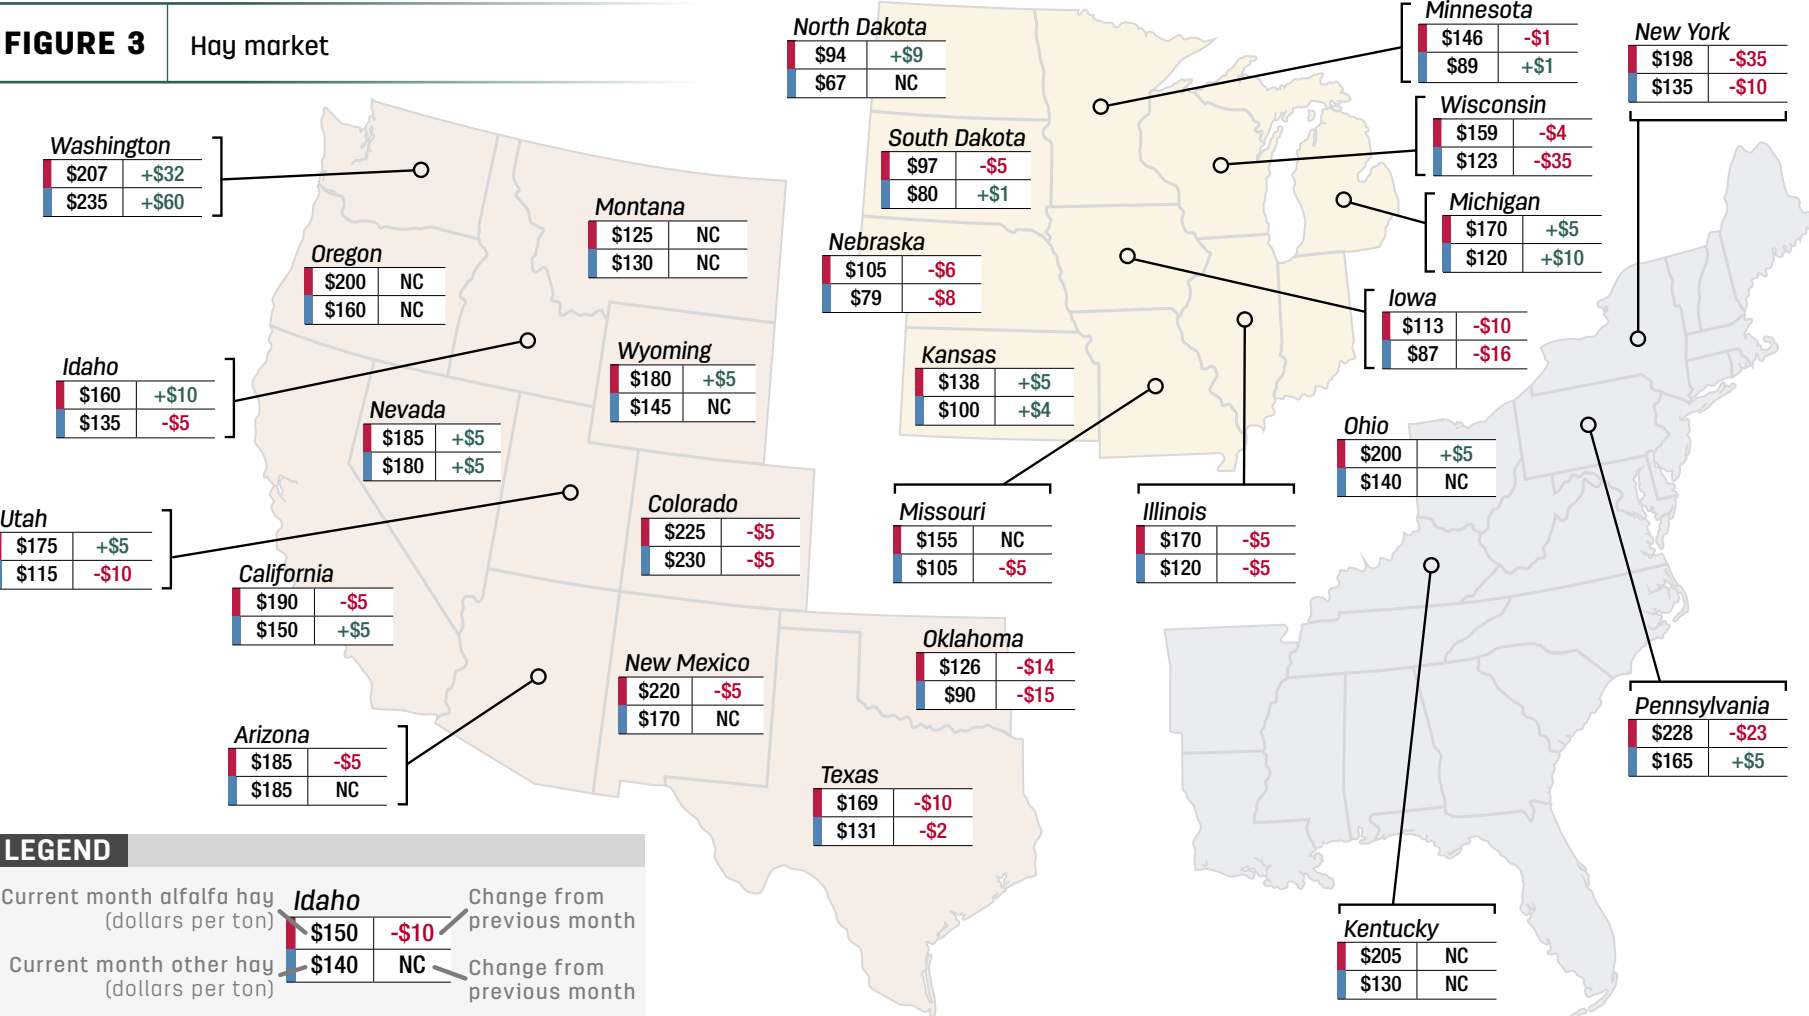 FIGURE 3 Hay market
North Dakota
$94 +$9
$67 NC
Minnesota
$146 -$1
$89 +$1
New York
$198 -$35
$135 -$10
Wisconsin
$159 -$4
$123 -$35
Washington
$207 +$32
$235 +$60
South Dakota
$97 -$5
$80 +$1
Michigan
$170 +$5
$120 +$10
Montana
$125 NC
$130 NC
Oregon
$200 NC
$160 NC
Nebraska
$105 -$6
$79 -$8
Iowa
$113 -$10
$87 -$16
Idaho
$160 +$10
$135 -$5
Wyoming
$180 +$5
$145 NC
Kansas
$138 +$5
$100 +$4
Nevada
$185 +$5
$180 +$5
Ohio
$200 +$5
$140 NC
Utah
$175 +$5
$115 -$10
Colorado
$225 -$5
$230 -$5
Missouri
$155 NC
$105 -$5
Illinois
$170 -$5
$120 -$5
California
$190 -$5
$150 +$5
New Mexico
$220 -$5
$170 NC
Oklahoma
$126 -$14
$90 -$15
Pennsylvania
$228 -$23
$165 +$5
Arizona
$185 -$5
$185 NC
Texas
$169 -$10
$131 -$2
Kentucky
$205 NC
$130 NC
LEGEND
Current month alfalfa hay
(dollars per ton)
Idaho
$150 -$10
$140 NC
Change from
previous month
Current month other hay
(dollars per ton)
Change from
previous month